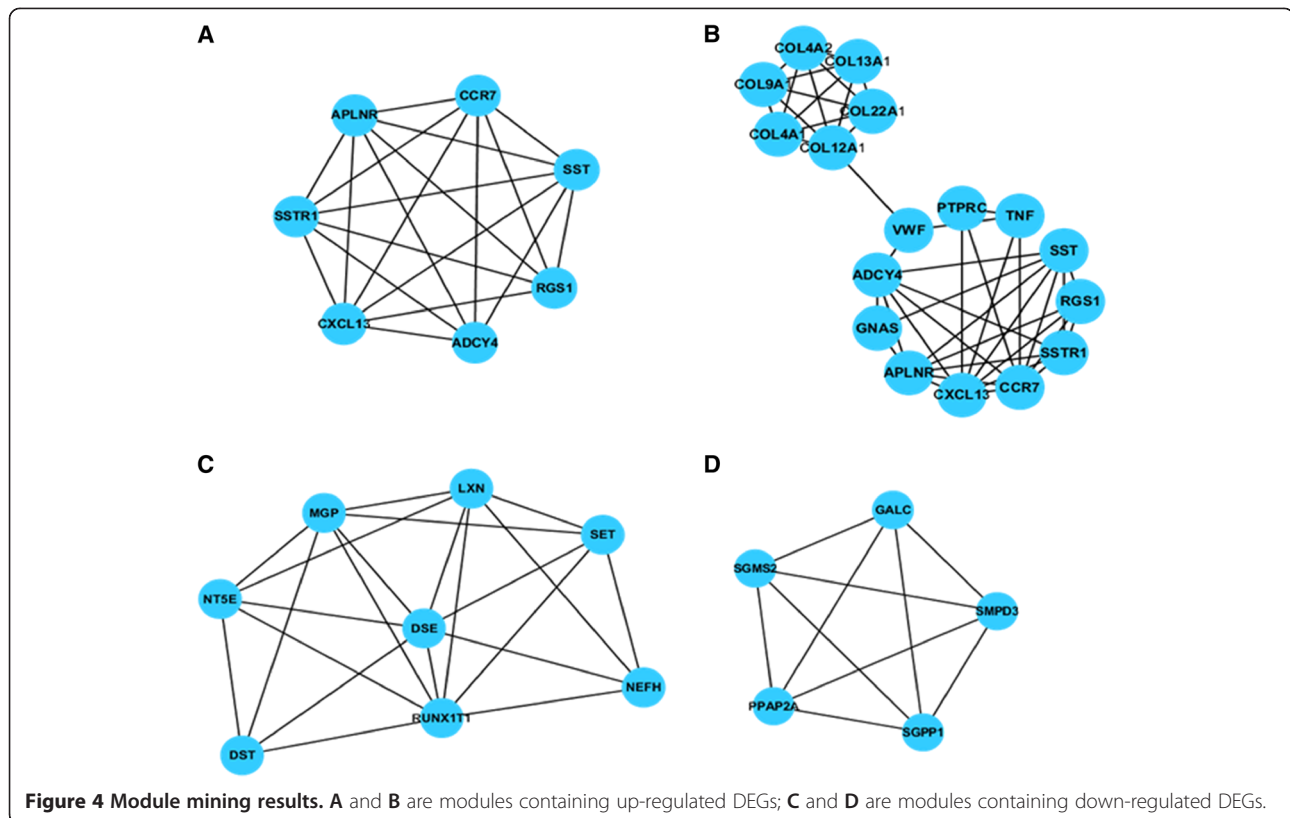 A
CCR7
APLNR
SST
SSTR1
RGS1
CXCL13
ADCY4
B
COL4A2
COL13A1
COL9A1
COL22A1
COL4A1
COL12A1
PTPRC
TNF
VWF
SST
ADCY4
RGS1
GNAS
SSTR1
APLNR
CCR7
CXCL13
C
LXN
MGP
SET
NT5E
DSE
NEFH
RUNX1T1
DST
D
GALC
SGMS2
SMPD3
PPAP2A
SGPP1
Figure 4 Module mining results. A and B are modules containing up-regulated DEGs; C and D are modules containing down-regulated DEGs.